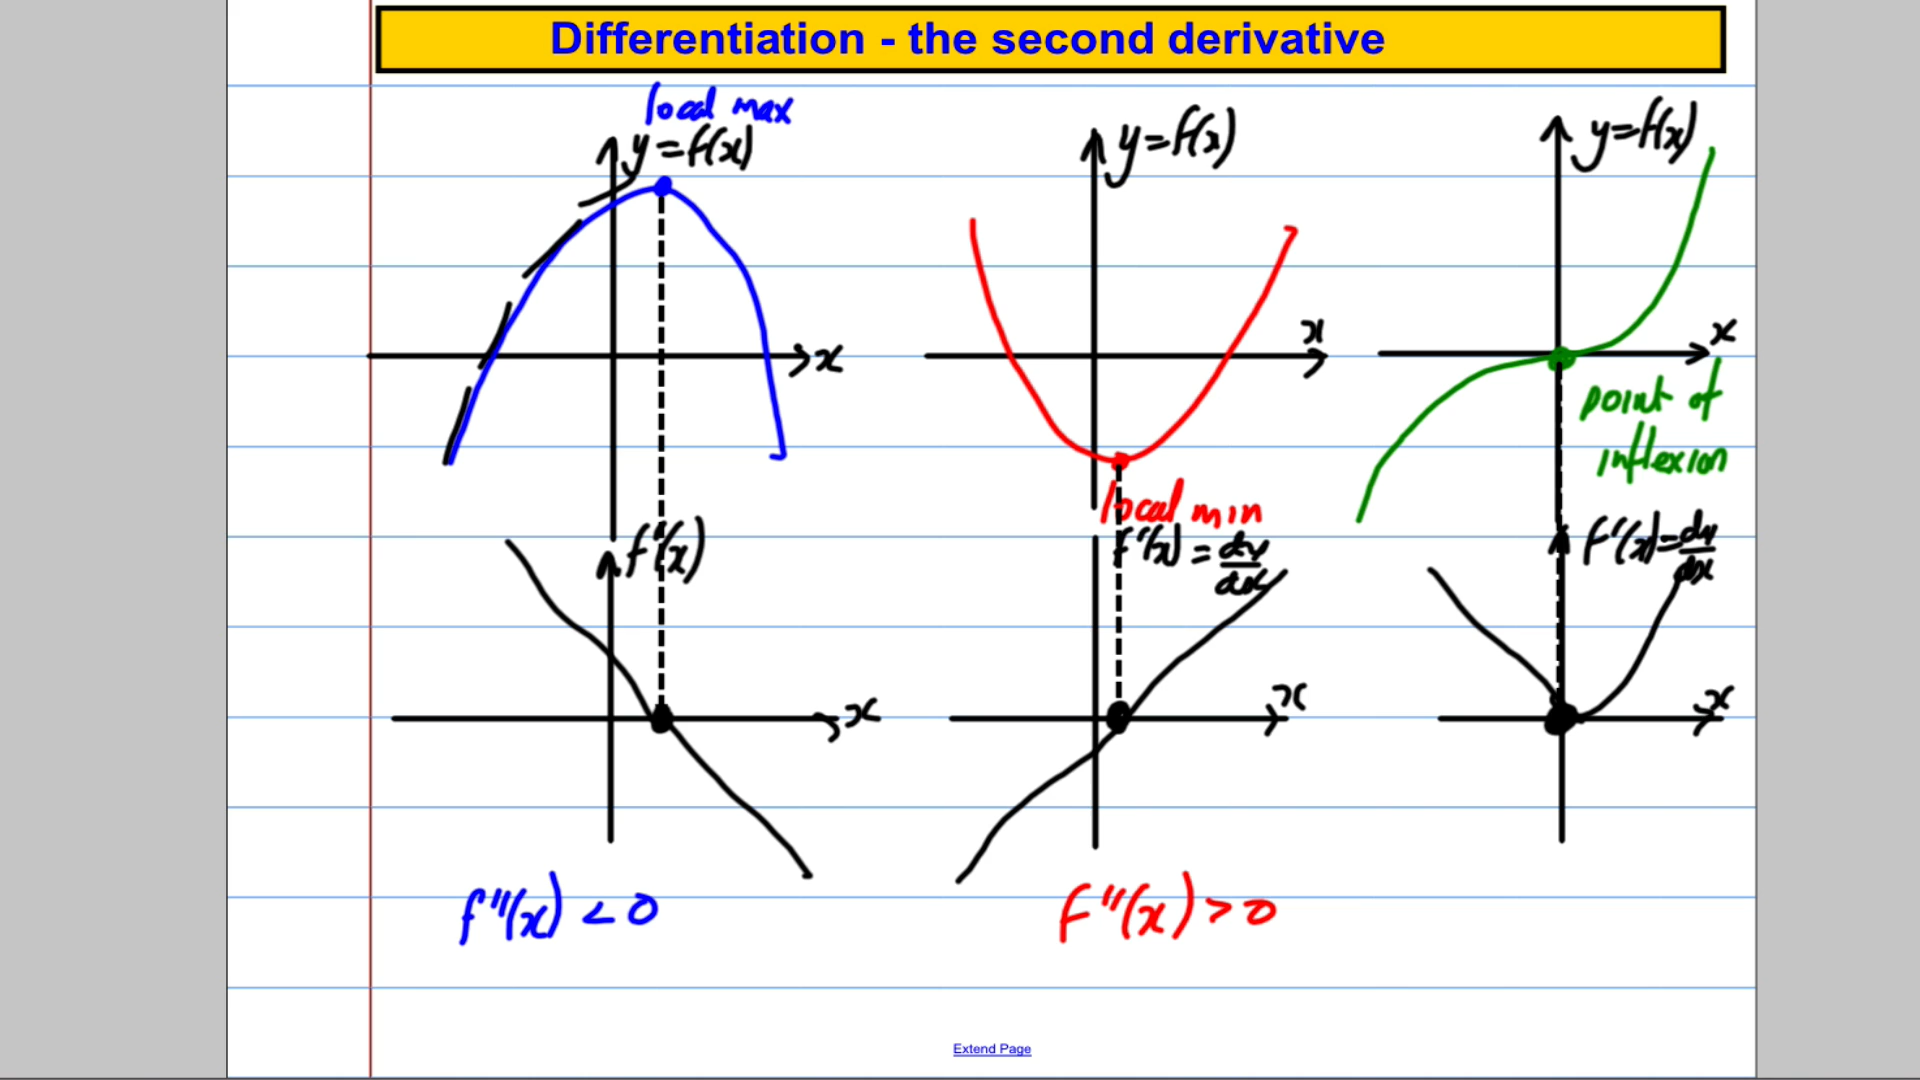 Differentiation - the second derivative
local max
y = f(x)
x
y=f(x)
x
local min
y=f(x)
x
point of
inflexion
f'(x)
x
f'(x) = dy/dx
x
f'(x)=dy/dx
x
f''(x) < 0
f''(x) > 0
Extend Page